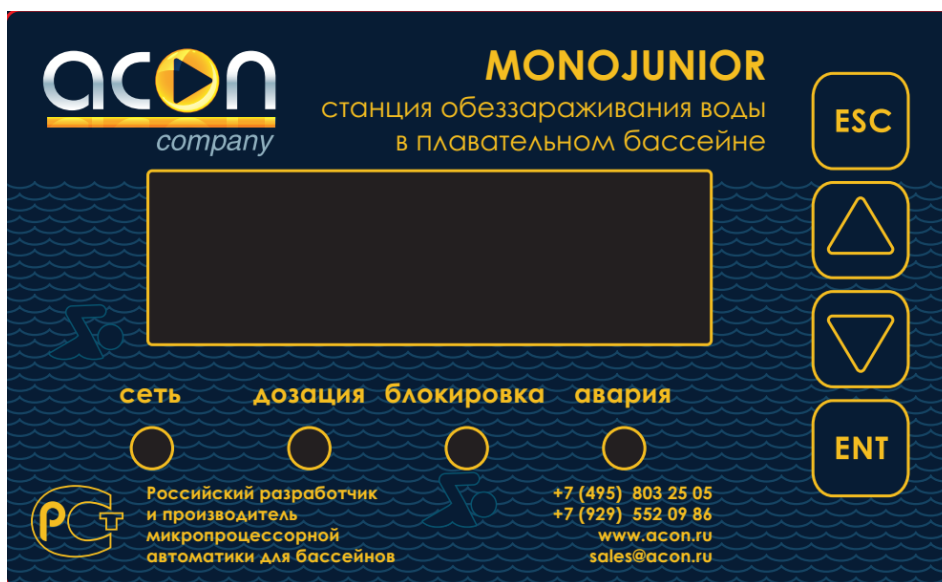 acon
company
MONOJUNIOR
станция обеззараживания воды
в плавательном бассейне
ESC
сеть
дозация
блокировка
авария
ENT
РСт
Российский разработчик
и производитель
микропроцессорной
автоматики для бассейнов
+7 (495) 803 25 05
+7 (929) 552 09 86
www.acon.ru
sales@acon.ru